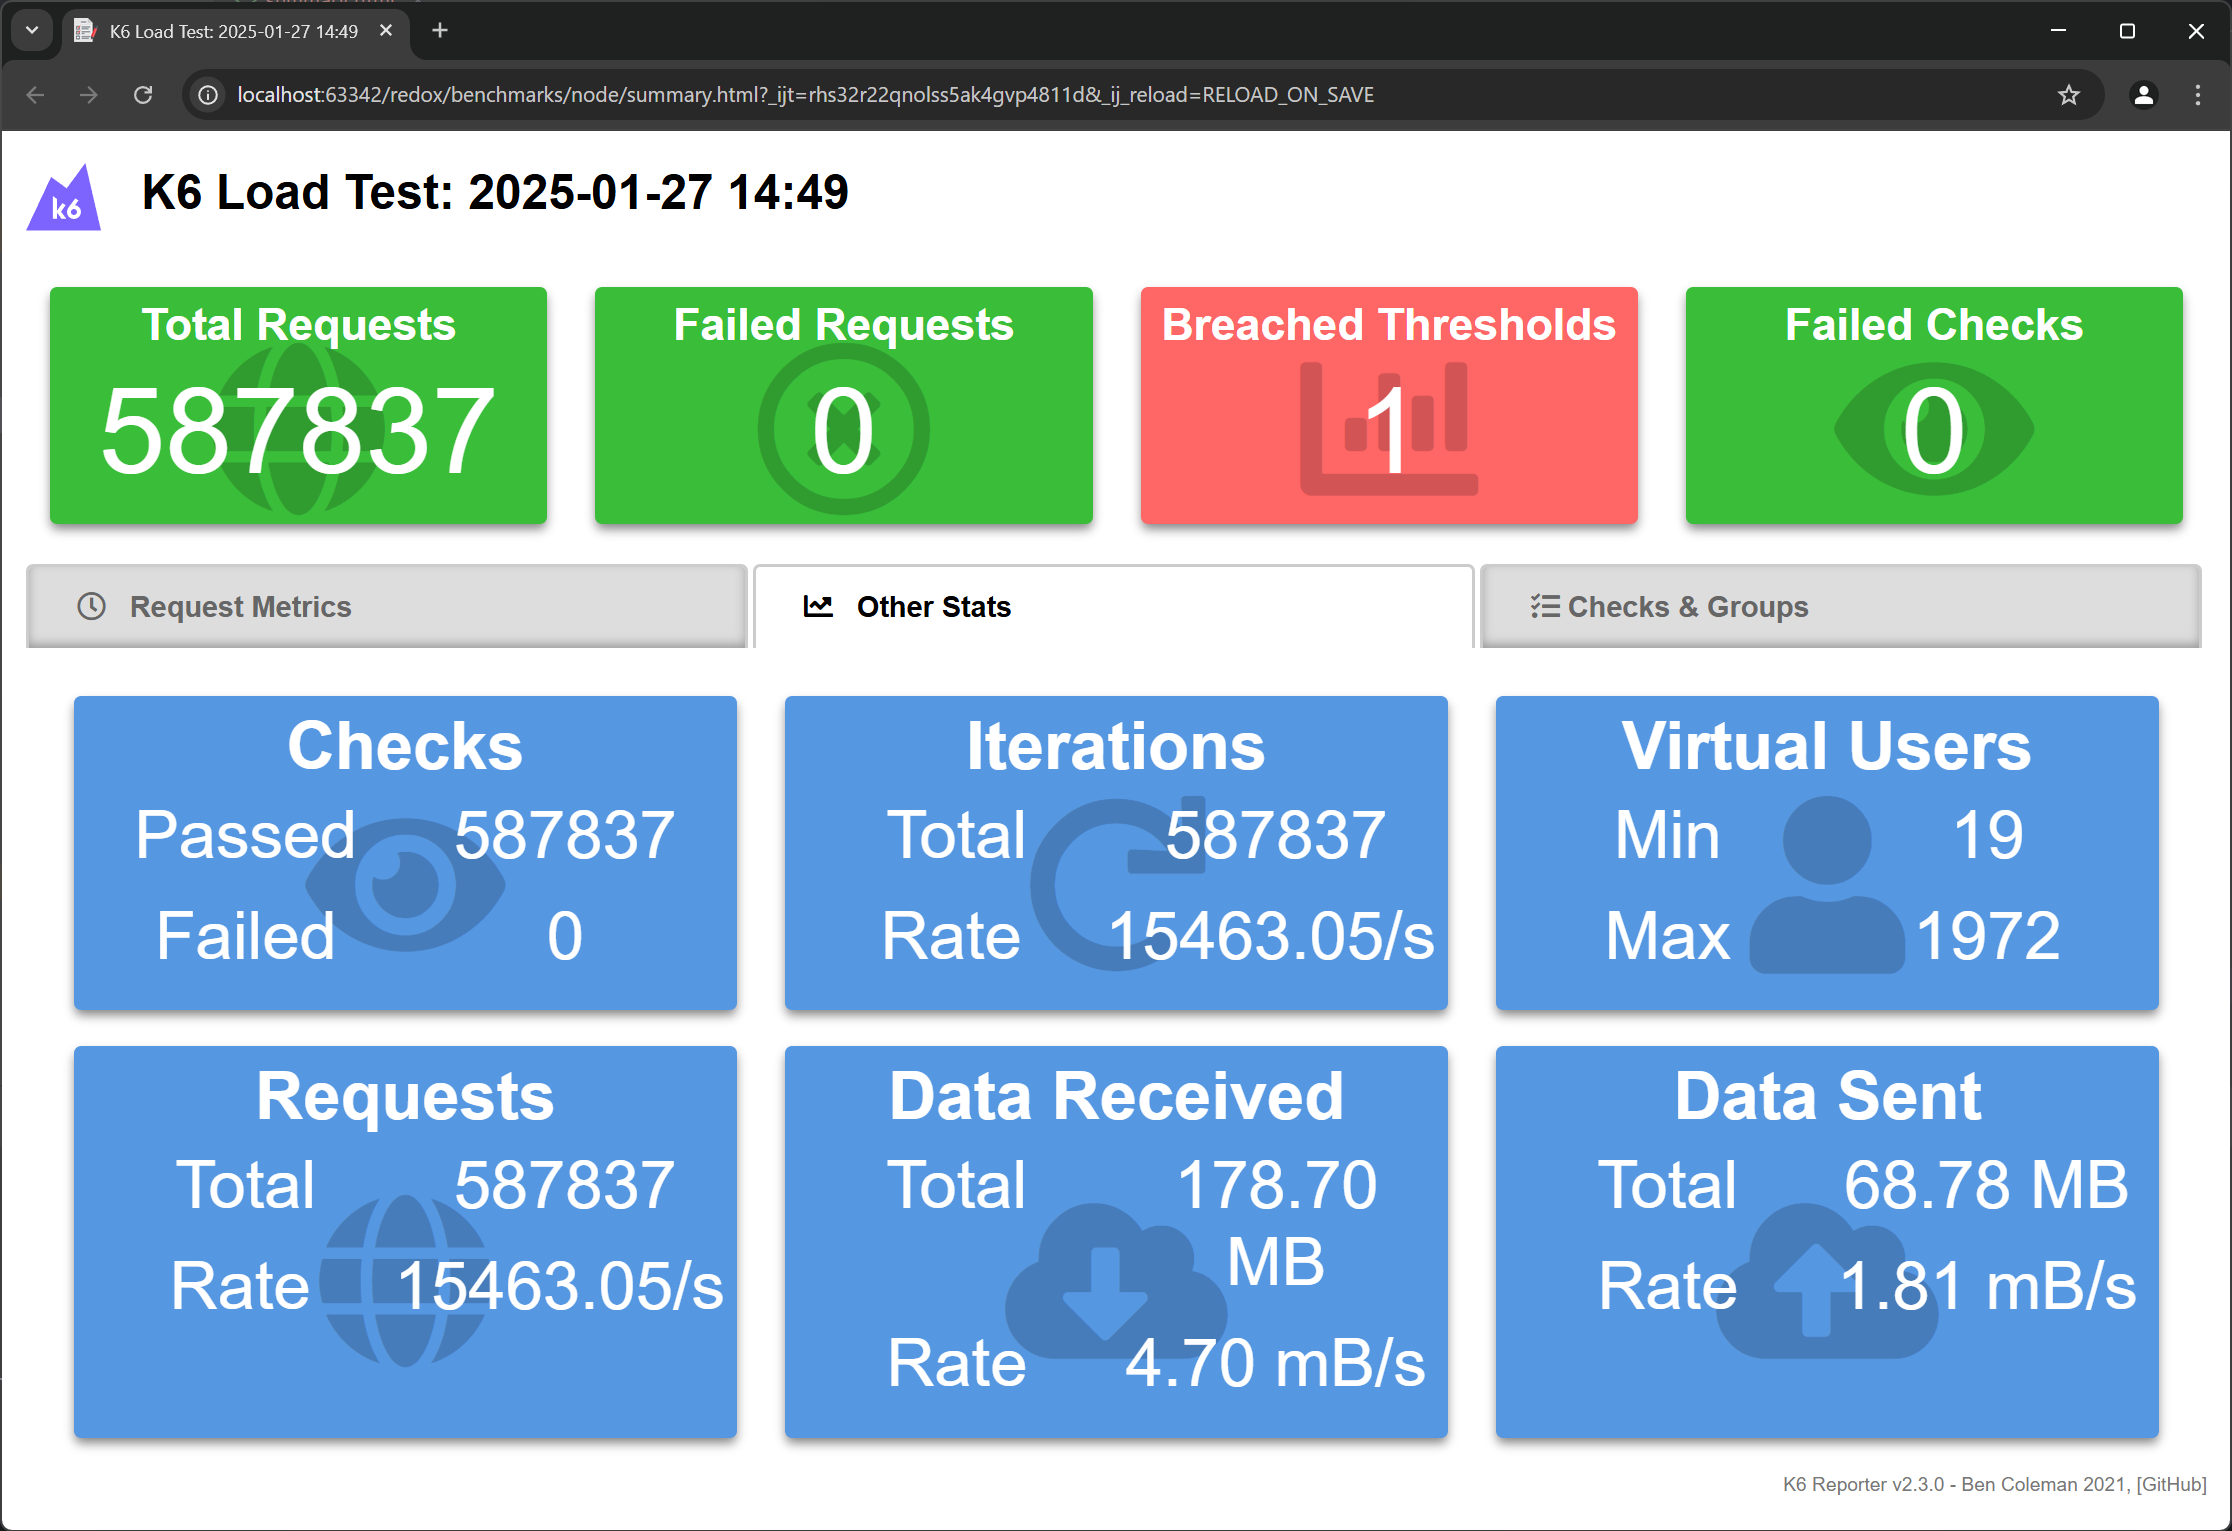 K6 Load Test: 2025-01-27 14:49
localhost:63342/redox/benchmarks/node/summary.html?_ijt=rhs32r22qnolss5ak4gvp4811d&_ij_reload=RELOAD_ON_SAVE
k6
K6 Load Test: 2025-01-27 14:49
Total Requests
587837
Failed Requests
0
Breached Thresholds
1
Failed Checks
0
Request Metrics
Other Stats
Checks & Groups
Checks
Passed 587837
Failed 0
Iterations
Total 587837
Rate 15463.05/s
Virtual Users
Min 19
Max 1972
Requests
Total 587837
Rate 15463.05/s
Data Received
Total 178.70
MB
Rate 4.70 mB/s
Data Sent
Total 68.78 MB
Rate 1.81 mB/s
K6 Reporter v2.3.0 - Ben Coleman 2021, [GitHub]